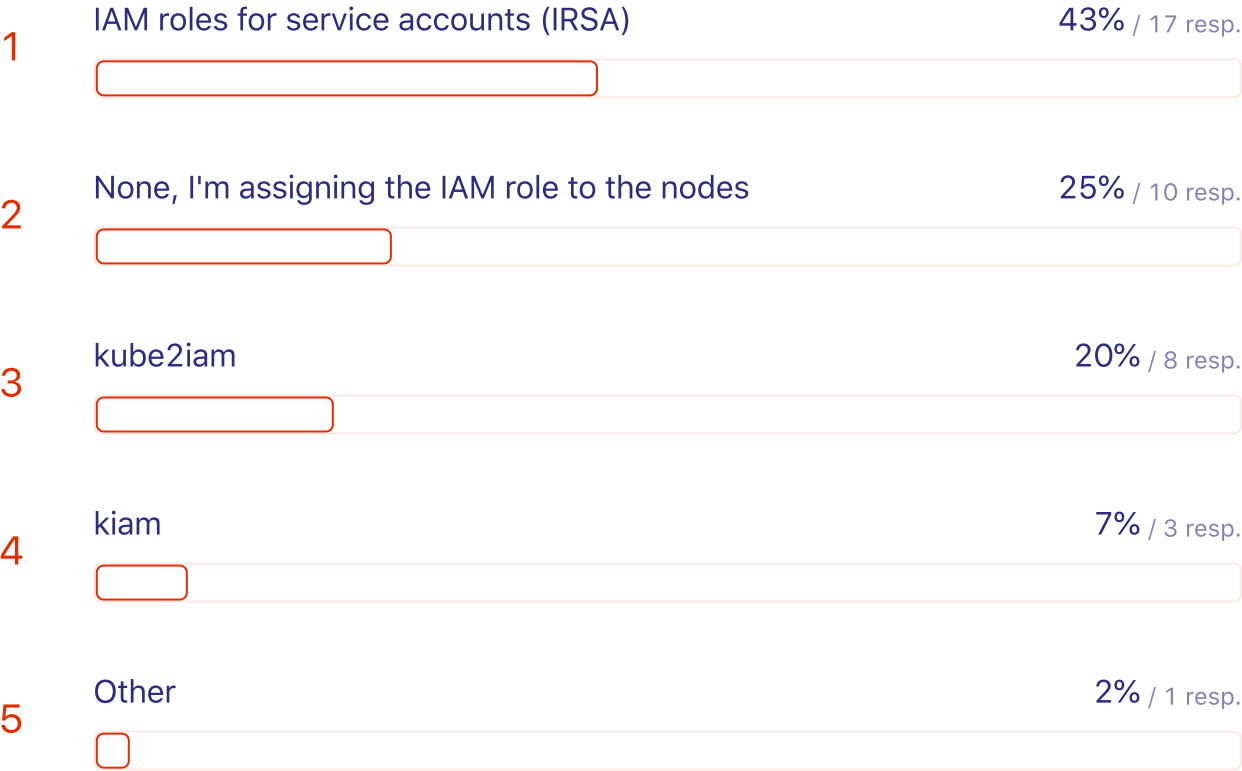 1
IAM roles for service accounts (IRSA) 43% / 17 resp.
2
None, I'm assigning the IAM role to the nodes 25% / 10 resp.
3
kube2iam 20% / 8 resp.
4
kiam 7% / 3 resp.
5
Other 2% / 1 resp.